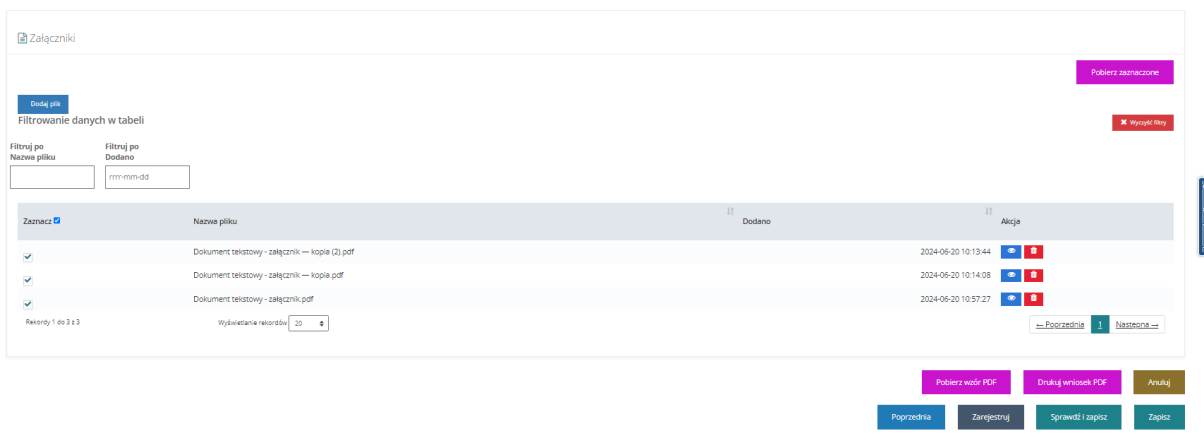 Załączniki
Pobierz zaznaczone
Dodaj plik
Filtrowanie danych w tabeli
Wyczyść filtry
Filtruj po Filtruj po
Nazwa pliku Dodano
rrrr-mm-dd
Zaznacz Nazwa pliku Dodano Akcja
Dokument tekstowy - załącznik — kopia (2).pdf 2024-06-20 10:13:44
Dokument tekstowy - załącznik — kopia.pdf 2024-06-20 10:14:08
Dokument tekstowy - załącznik.pdf 2024-06-20 10:57:27
Rekordy 1 do 3 z 3 Wyświetlanie rekordów 20 ← Poprzednia 1 Następna →
Pobierz wzór PDF Drukuj wniosek PDF Anuluj
Poprzednia Zarejestruj Sprawdź i zapisz Zapisz